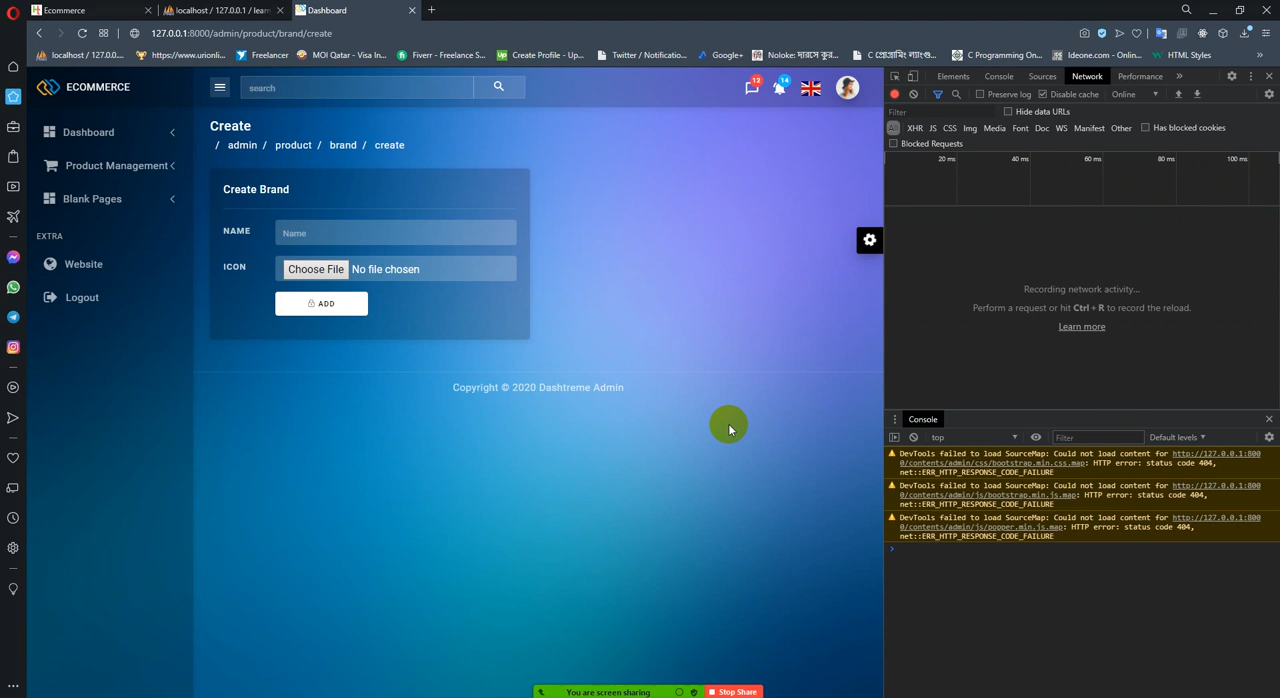 Ecommerce
localhost / 127.0.0.1 / lear
Dashboard
127.0.0.1:8000/admin/product/brand/create
localhost / 127.0.0....
https://www.urionli...
Freelancer
MOI Qatar - Visa In...
Fiverr - Freelance S...
Create Profile - Up...
Twitter / Notificatio...
Google+
C Programming On...
Ideone.com - Onlin...
HTML Styles
ECOMMERCE
Dashboard
Product Management
Blank Pages
EXTRA
Website
Logout
search
12
14
Create
/ admin / product / brand / create
Create Brand
NAME
Name
ICON
Choose File No file chosen
ADD
Copyright © 2020 Dashtreme Admin
You are screen sharing
Stop Share
Elements Console Sources Network Performance
Preserve log Disable cache Online
Filter
Hide data URLs
XHR JS CSS Img Media Font Doc WS Manifest Other Has blocked cookies
Blocked Requests
20 ms 40 ms 60 ms 80 ms 100 ms
Recording network activity...
Perform a request or hit Ctrl + R to record the reload.
Learn more
Console
top
Filter
Default levels
DevTools failed to load SourceMap: Could not load content for http://127.0.0.1:800
0/contents/admin/css/bootstrap.min.css.map: HTTP error: status code 404,
net::ERR_HTTP_RESPONSE_CODE_FAILURE
DevTools failed to load SourceMap: Could not load content for http://127.0.0.1:800
0/contents/admin/js/bootstrap.min.js.map: HTTP error: status code 404,
net::ERR_HTTP_RESPONSE_CODE_FAILURE
DevTools failed to load SourceMap: Could not load content for http://127.0.0.1:800
0/contents/admin/js/popper.min.js.map: HTTP error: status code 404,
net::ERR_HTTP_RESPONSE_CODE_FAILURE